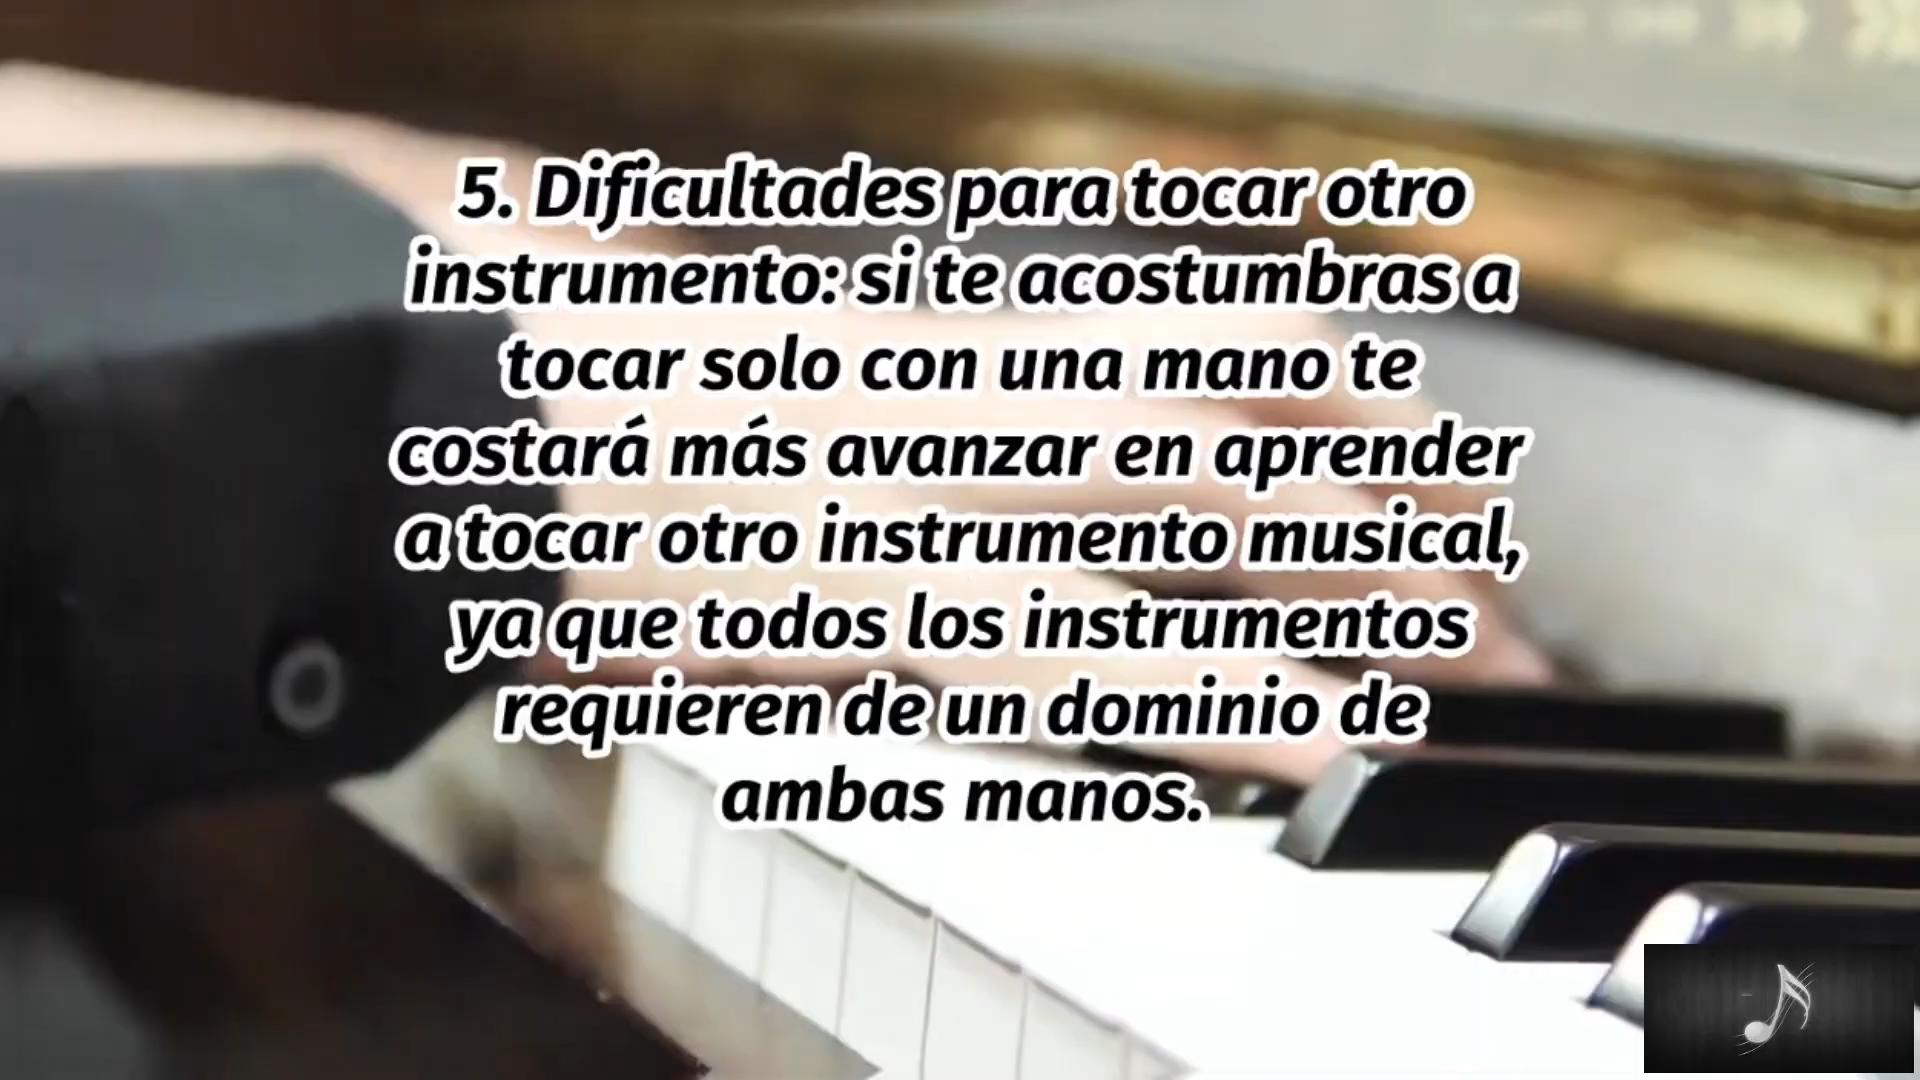 5. Dificultades para tocar otro
instrumento: si te acostumbras a
tocar solo con una mano te
costará más avanzar en aprender
a tocar otro instrumento musical,
ya que todos los instrumentos
requieren de un dominio de
ambas manos.